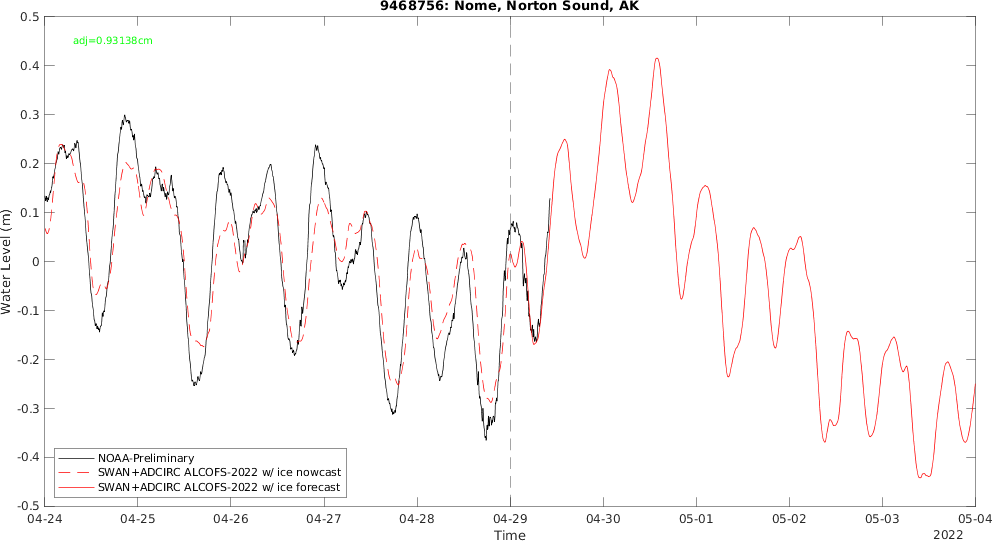 9468756: Nome, Norton Sound, AK
adj=0.93138cm
0.5
0.4
0.3
0.2
0.1
0
-0.1
-0.2
-0.3
-0.4
-0.5
Water Level (m)
NOAA-Preliminary
SWAN+ADCIRC ALCOFS-2022 w/ ice nowcast
SWAN+ADCIRC ALCOFS-2022 w/ ice forecast
04-24 04-25 04-26 04-27 04-28 04-29 04-30 05-01 05-02 05-03 05-04
Time
2022